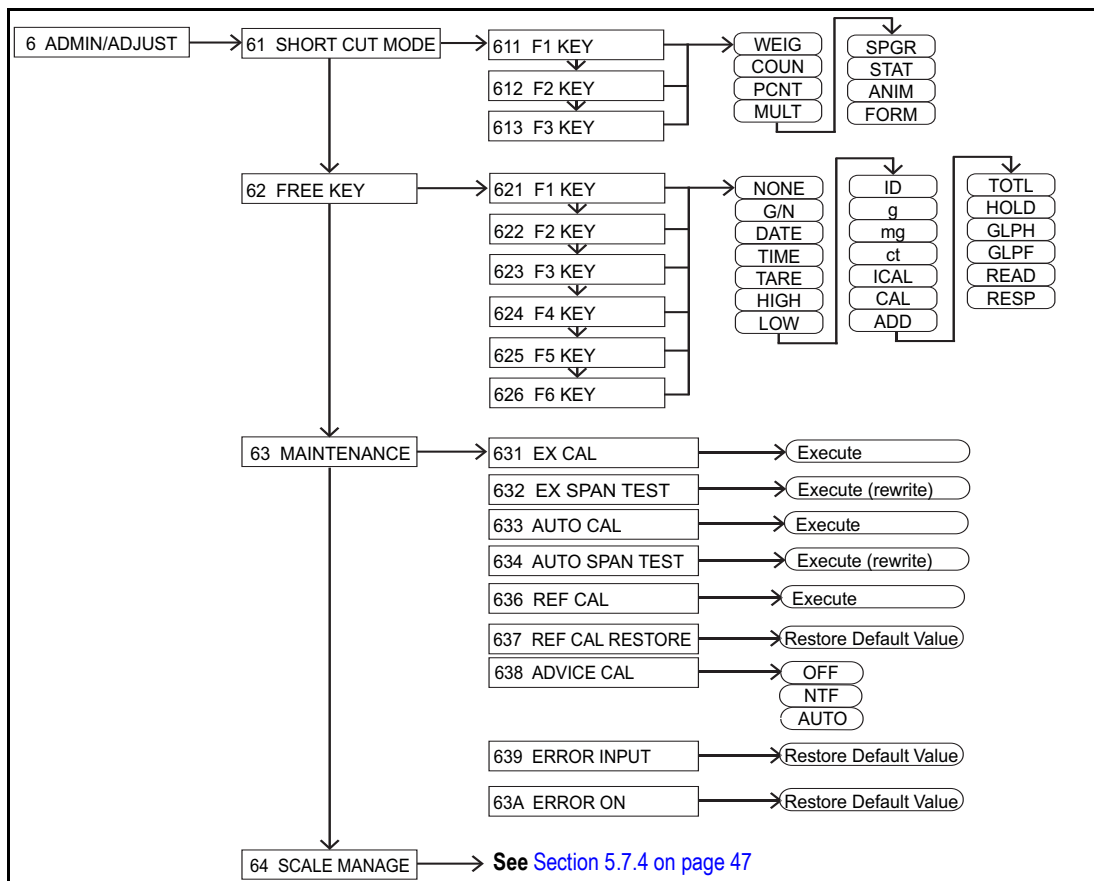 6 ADMIN/ADJUST
61 SHORT CUT MODE
611 F1 KEY
612 F2 KEY
613 F3 KEY
WEIG
COUN
PCNT
MULT
SPGR
STAT
ANIM
FORM
62 FREE KEY
621 F1 KEY
622 F2 KEY
623 F3 KEY
624 F4 KEY
625 F5 KEY
626 F6 KEY
NONE
G/N
DATE
TIME
TARE
HIGH
LOW
ID
g
mg
ct
ICAL
CAL
ADD
TOTL
HOLD
GLPH
GLPF
READ
RESP
63 MAINTENANCE
631 EX CAL
Execute
632 EX SPAN TEST
Execute (rewrite)
633 AUTO CAL
Execute
634 AUTO SPAN TEST
Execute (rewrite)
636 REF CAL
Execute
637 REF CAL RESTORE
Restore Default Value
638 ADVICE CAL
OFF
NTF
AUTO
639 ERROR INPUT
Restore Default Value
63A ERROR ON
Restore Default Value
64 SCALE MANAGE
See Section 5.7.4 on page 47